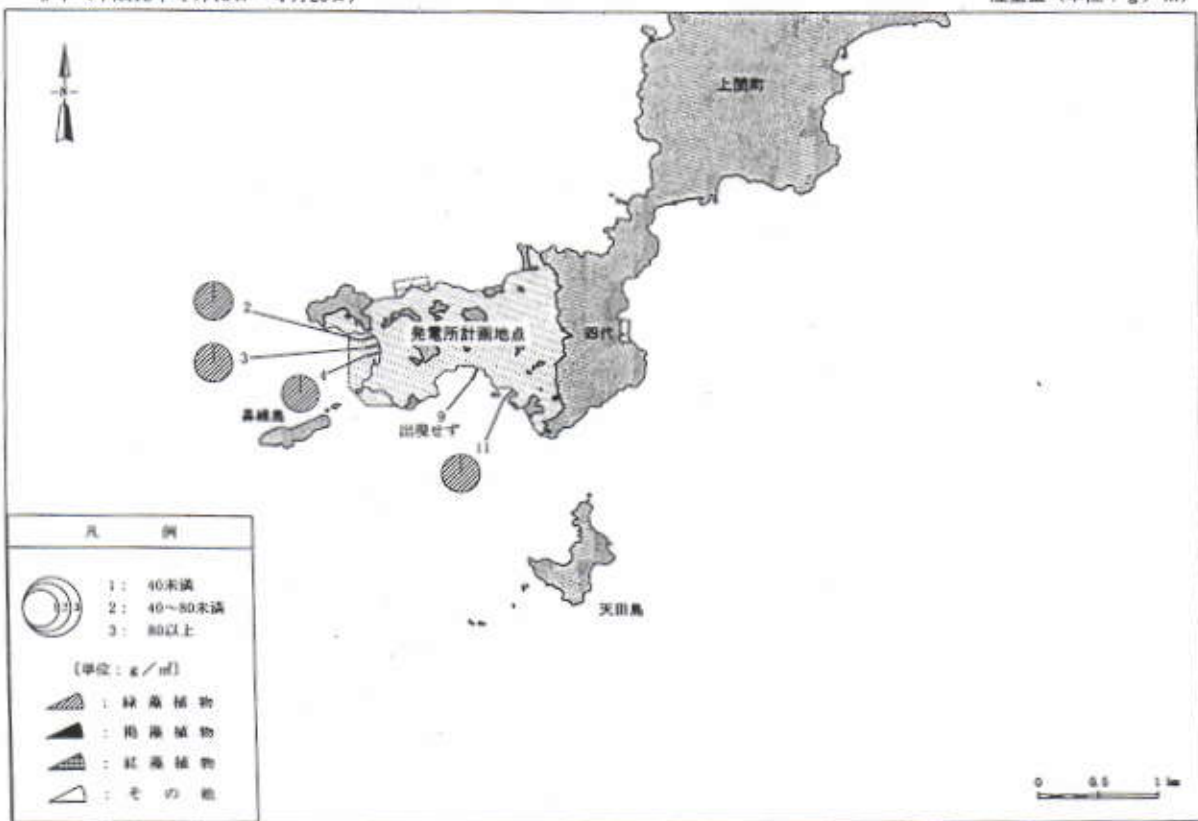 N
上関町
発電所計画地点
四代
2
3
4
鼻繰島
9
出現せず
11
天田島
凡 例
1 2 3
1: 40未満
2: 40～80未満
3: 80以上
(単位: g/㎡)
: 緑藻植物
: 褐藻植物
: 紅藻植物
: その他
0 0.5 1 km